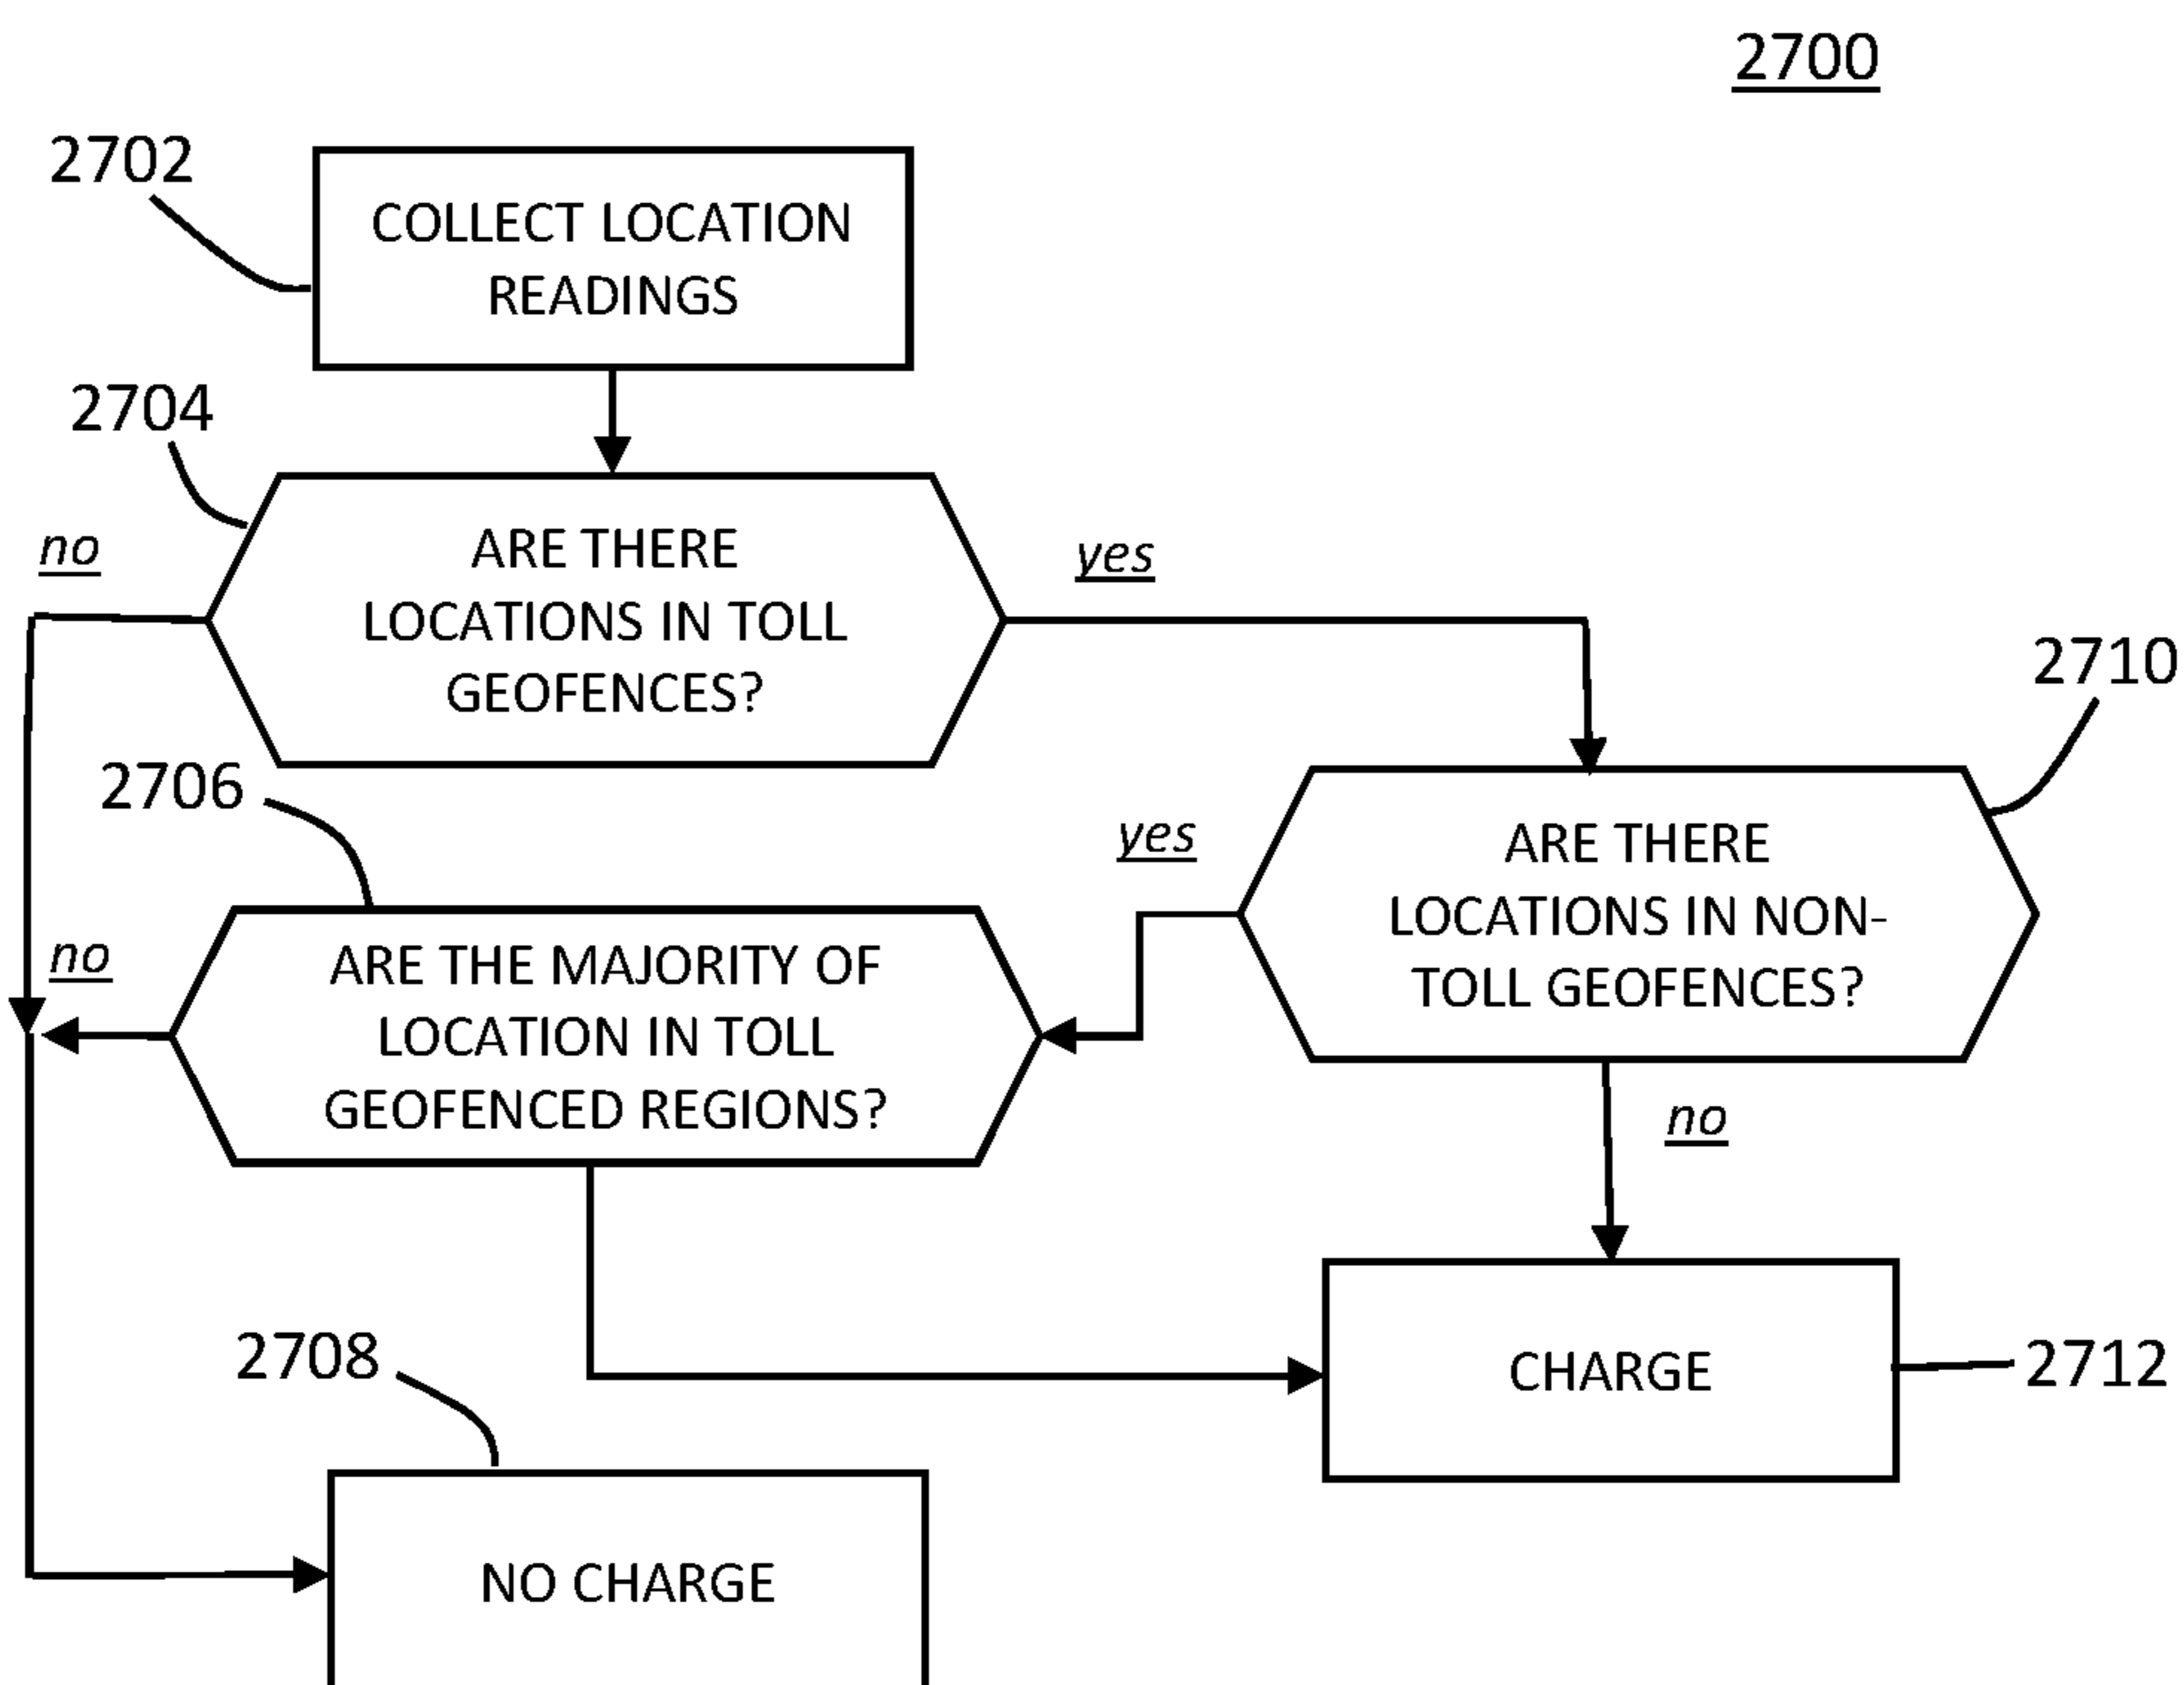 2700
2702
COLLECT LOCATION
READINGS
2704
ARE THERE
LOCATIONS IN TOLL
GEOFENCES?
no
yes
2710
2706
ARE THERE
LOCATIONS IN NON-
TOLL GEOFENCES?
yes
no
ARE THE MAJORITY OF
LOCATION IN TOLL
GEOFENCED REGIONS?
no
2708
CHARGE
2712
NO CHARGE